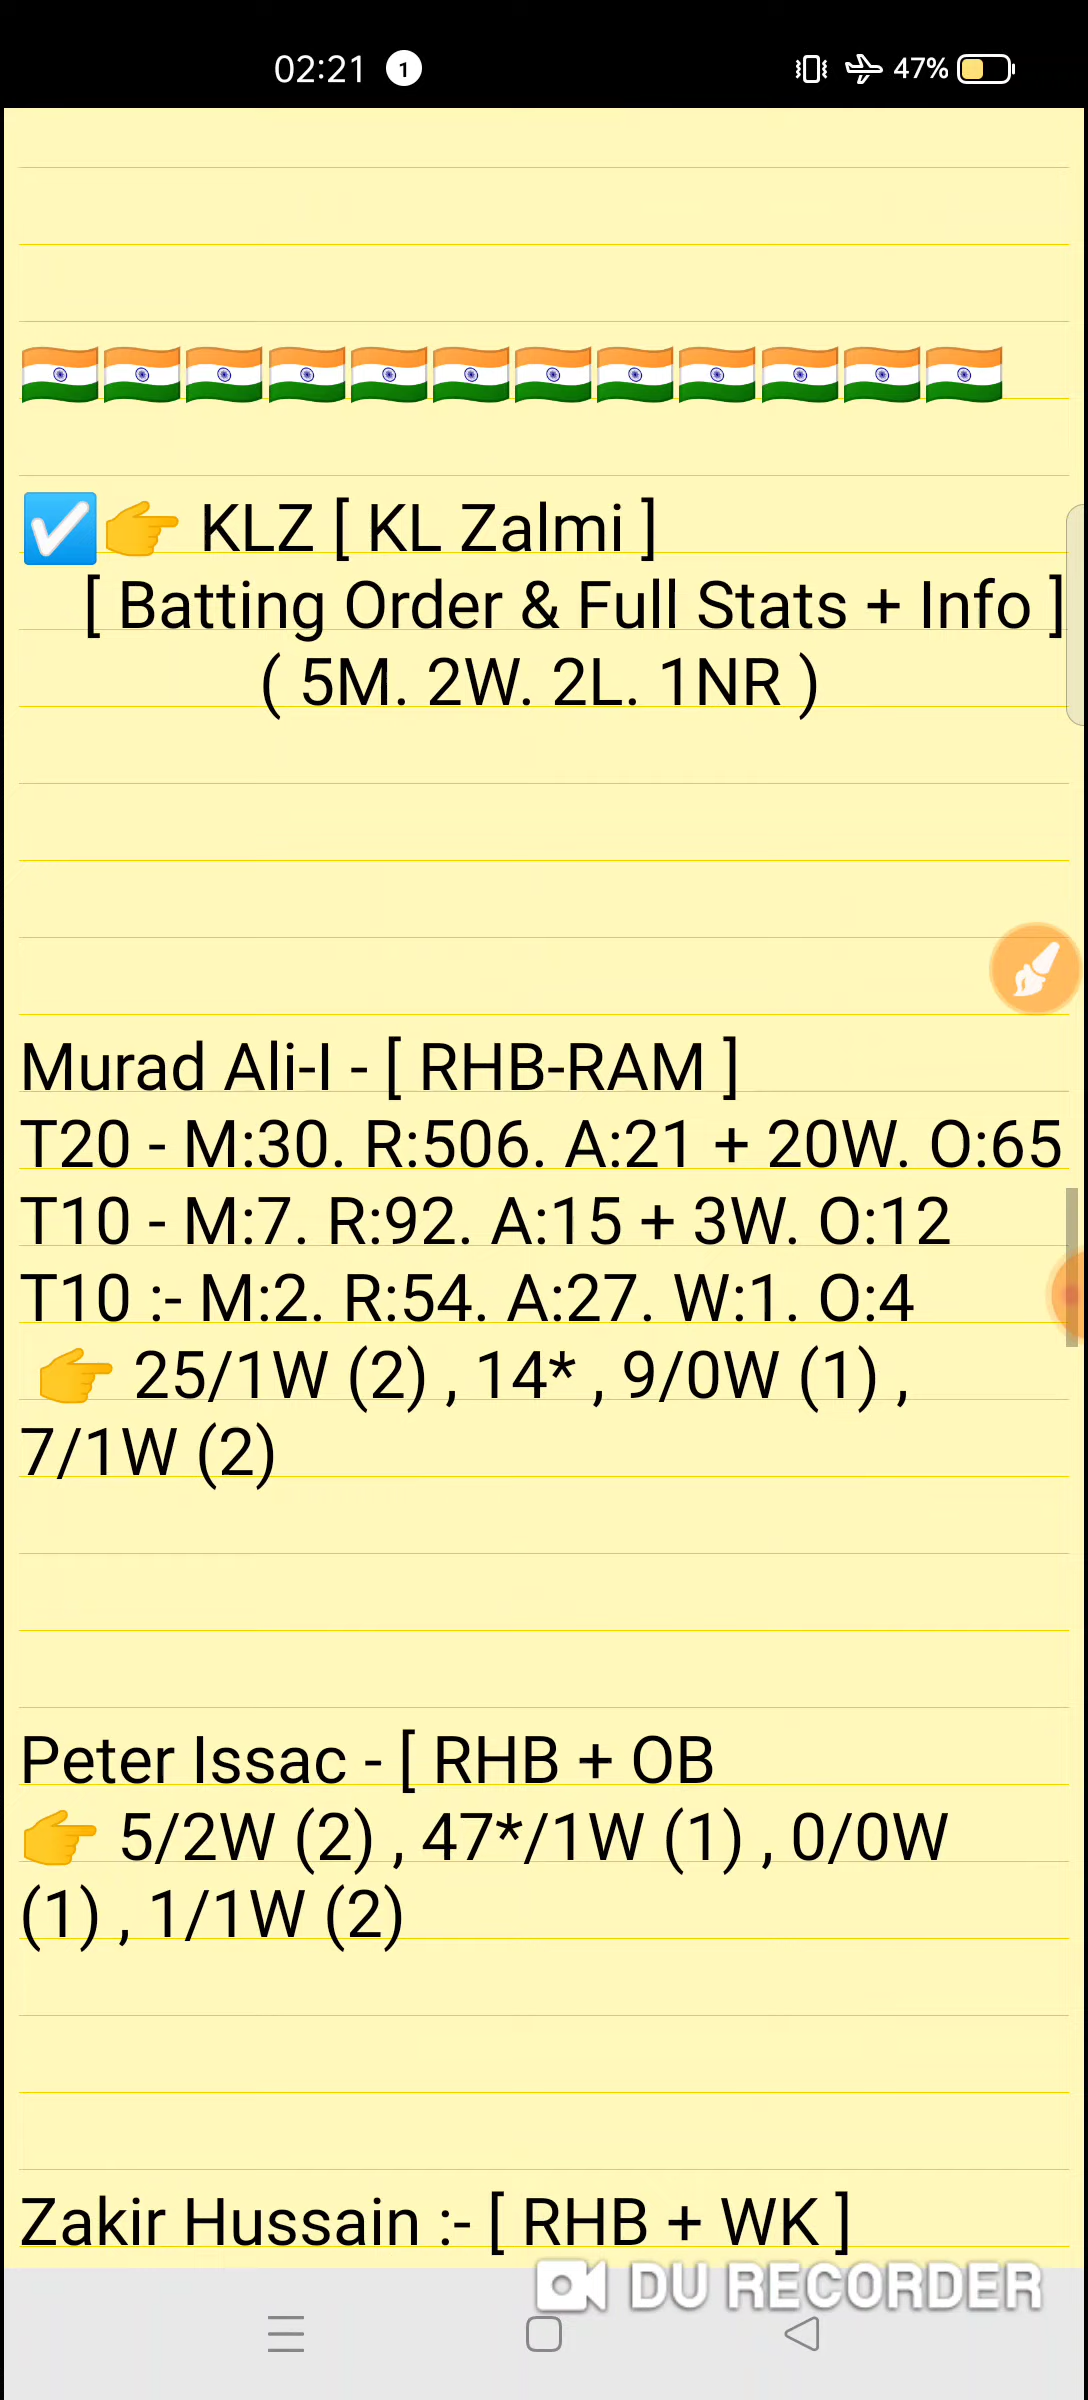 02:21 1 47%
🇮🇳🇮🇳🇮🇳🇮🇳🇮🇳🇮🇳🇮🇳🇮🇳🇮🇳🇮🇳🇮🇳🇮🇳
☑️👉 KLZ [ KL Zalmi ]
[ Batting Order & Full Stats + Info ]
( 5M. 2W. 2L. 1NR )
Murad Ali-I - [ RHB-RAM ]
T20 - M:30. R:506. A:21 + 20W. O:65
T10 - M:7. R:92. A:15 + 3W. O:12
T10 :- M:2. R:54. A:27. W:1. O:4
👉 25/1W (2) , 14* , 9/0W (1) ,
7/1W (2)
Peter Issac - [ RHB + OB
👉 5/2W (2) , 47*/1W (1) , 0/0W
(1) , 1/1W (2)
Zakir Hussain :- [ RHB + WK ]
DU RECORDER